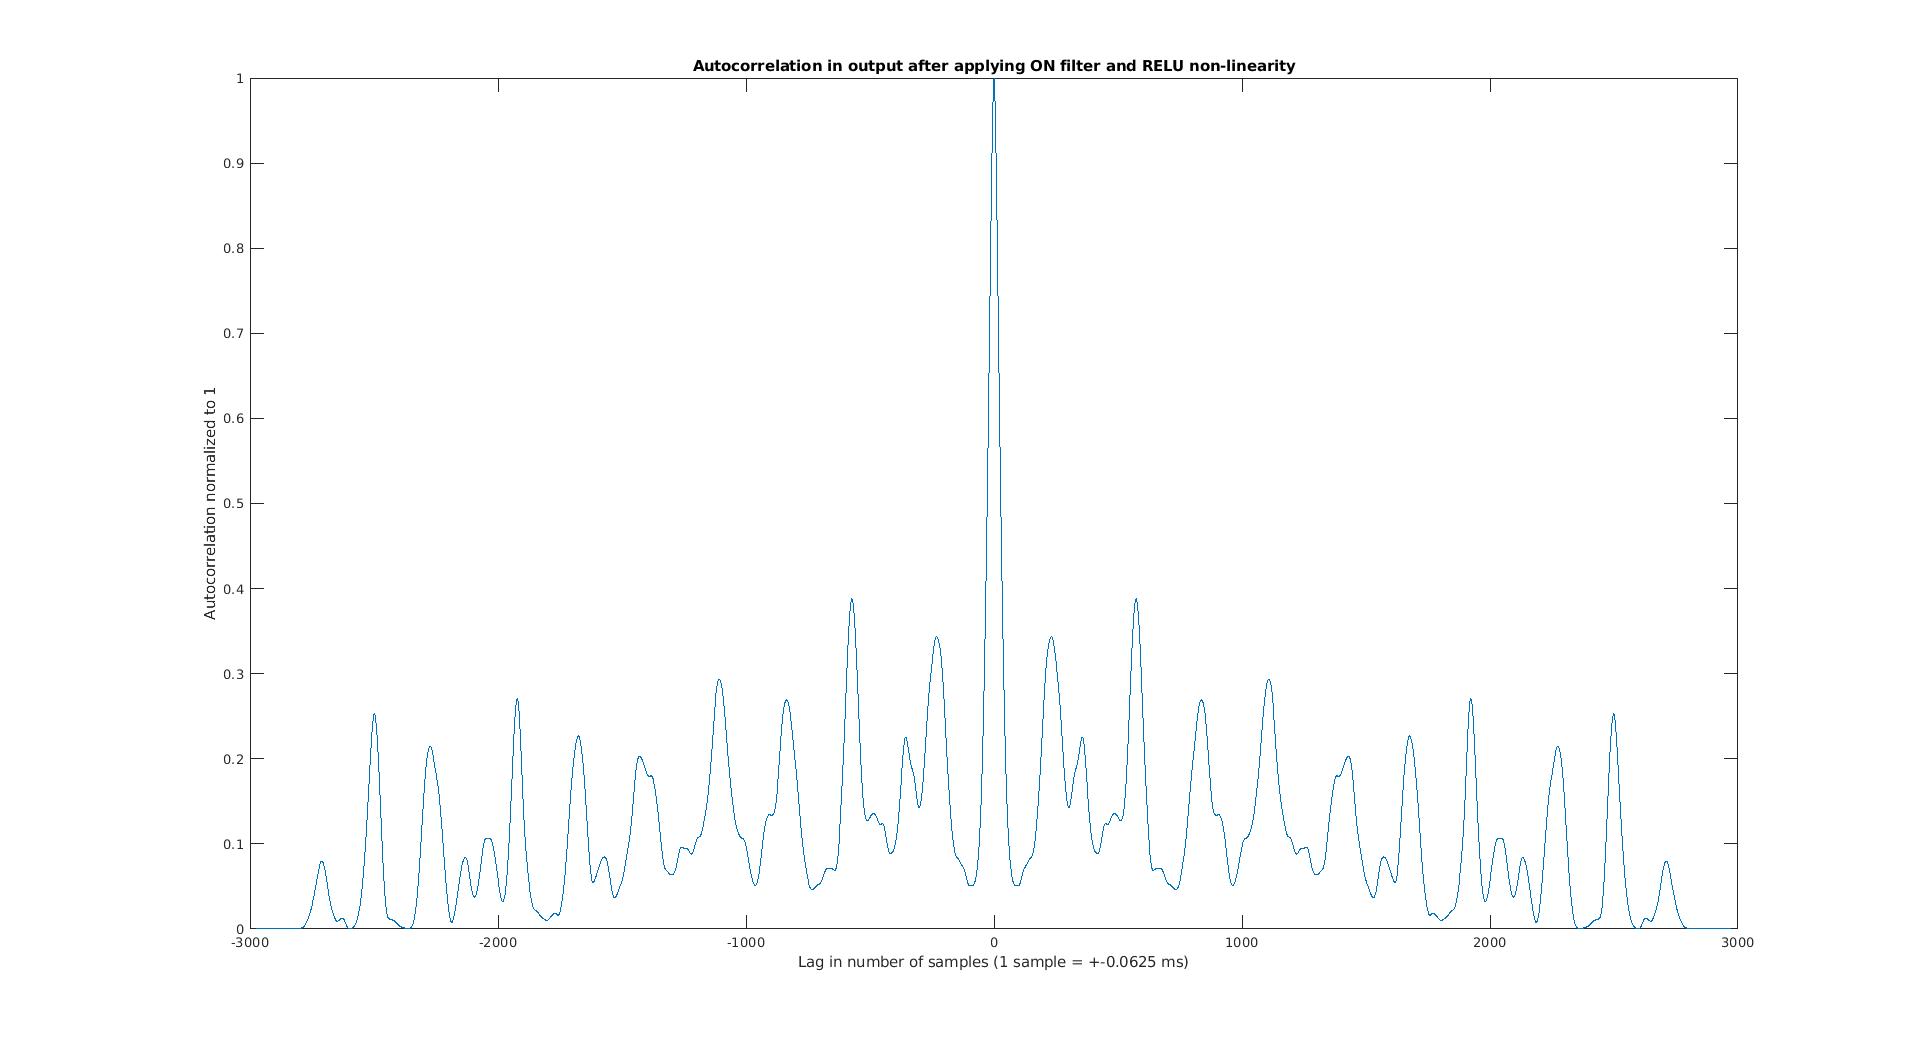 Autocorrelation in output after applying ON filter and RELU non-linearity
1
0.9
0.8
0.7
0.6
0.5
0.4
0.3
0.2
0.1
0
Autocorrelation normalized to 1
-3000 -2000 -1000 0 1000 2000 3000
Lag in number of samples (1 sample = +-0.0625 ms)